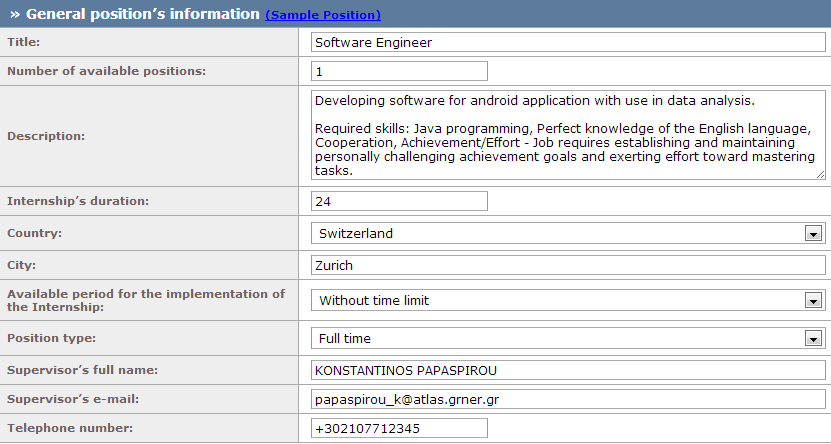 » General position's information (Sample Position)
Title:
Software Engineer
Number of available positions:
1
Description:
Developing software for android application with use in data analysis.
Required skills: Java programming, Perfect knowledge of the English language,
Cooperation, Achievement/Effort - Job requires establishing and maintaining
personally challenging achievement goals and exerting effort toward mastering
tasks.
Internship's duration:
24
Country:
Switzerland
City:
Zurich
Available period for the implementation of
the Internship:
Without time limit
Position type:
Full time
Supervisor's full name:
KONSTANTINOS PAPASPIROU
Supervisor's e-mail:
papaspirou_k@atlas.grner.gr
Telephone number:
+302107712345